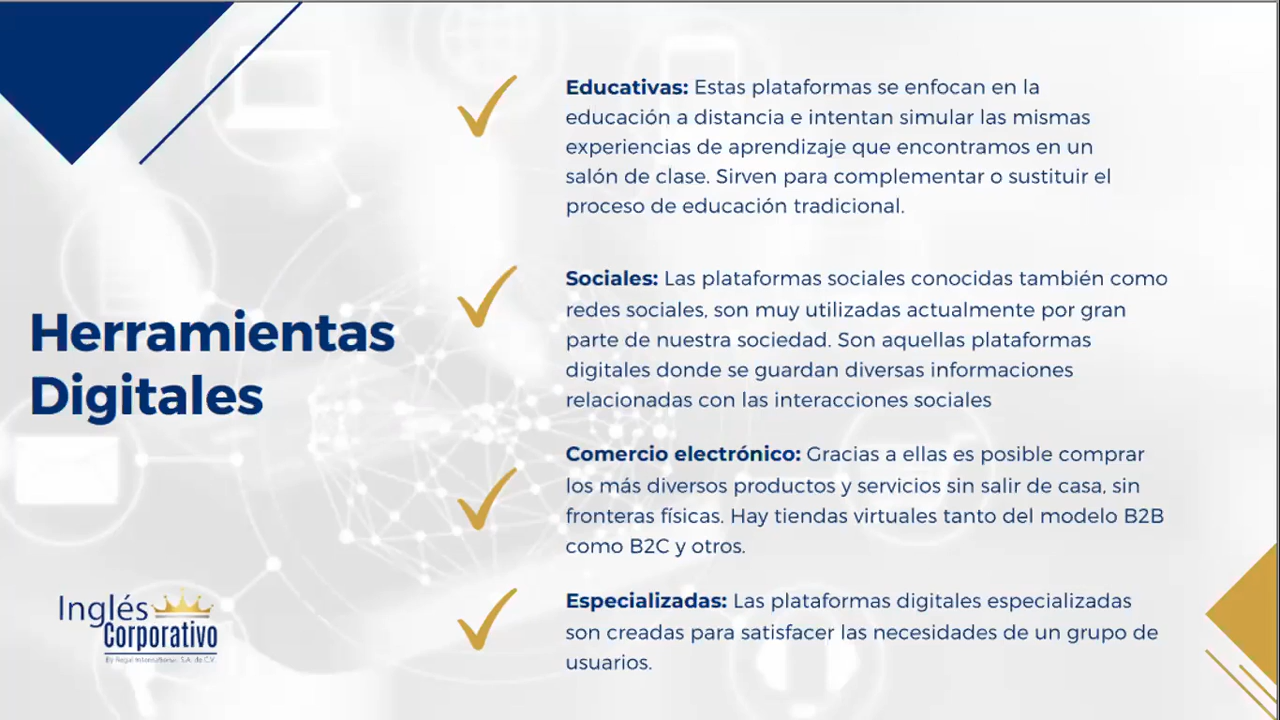 Herramientas
Digitales
Educativas: Estas plataformas se enfocan en la
educación a distancia e intentan simular las mismas
experiencias de aprendizaje que encontramos en un
salón de clase. Sirven para complementar o sustituir el
proceso de educación tradicional.
Sociales: Las plataformas sociales conocidas también como
redes sociales, son muy utilizadas actualmente por gran
parte de nuestra sociedad. Son aquellas plataformas
digitales donde se guardan diversas informaciones
relacionadas con las interacciones sociales
Comercio electrónico: Gracias a ellas es posible comprar
los más diversos productos y servicios sin salir de casa, sin
fronteras físicas. Hay tiendas virtuales tanto del modelo B2B
como B2C y otros.
Especializadas: Las plataformas digitales especializadas
son creadas para satisfacer las necesidades de un grupo de
usuarios.
Inglés
Corporativo
By Regal International, S.A. de C.V.